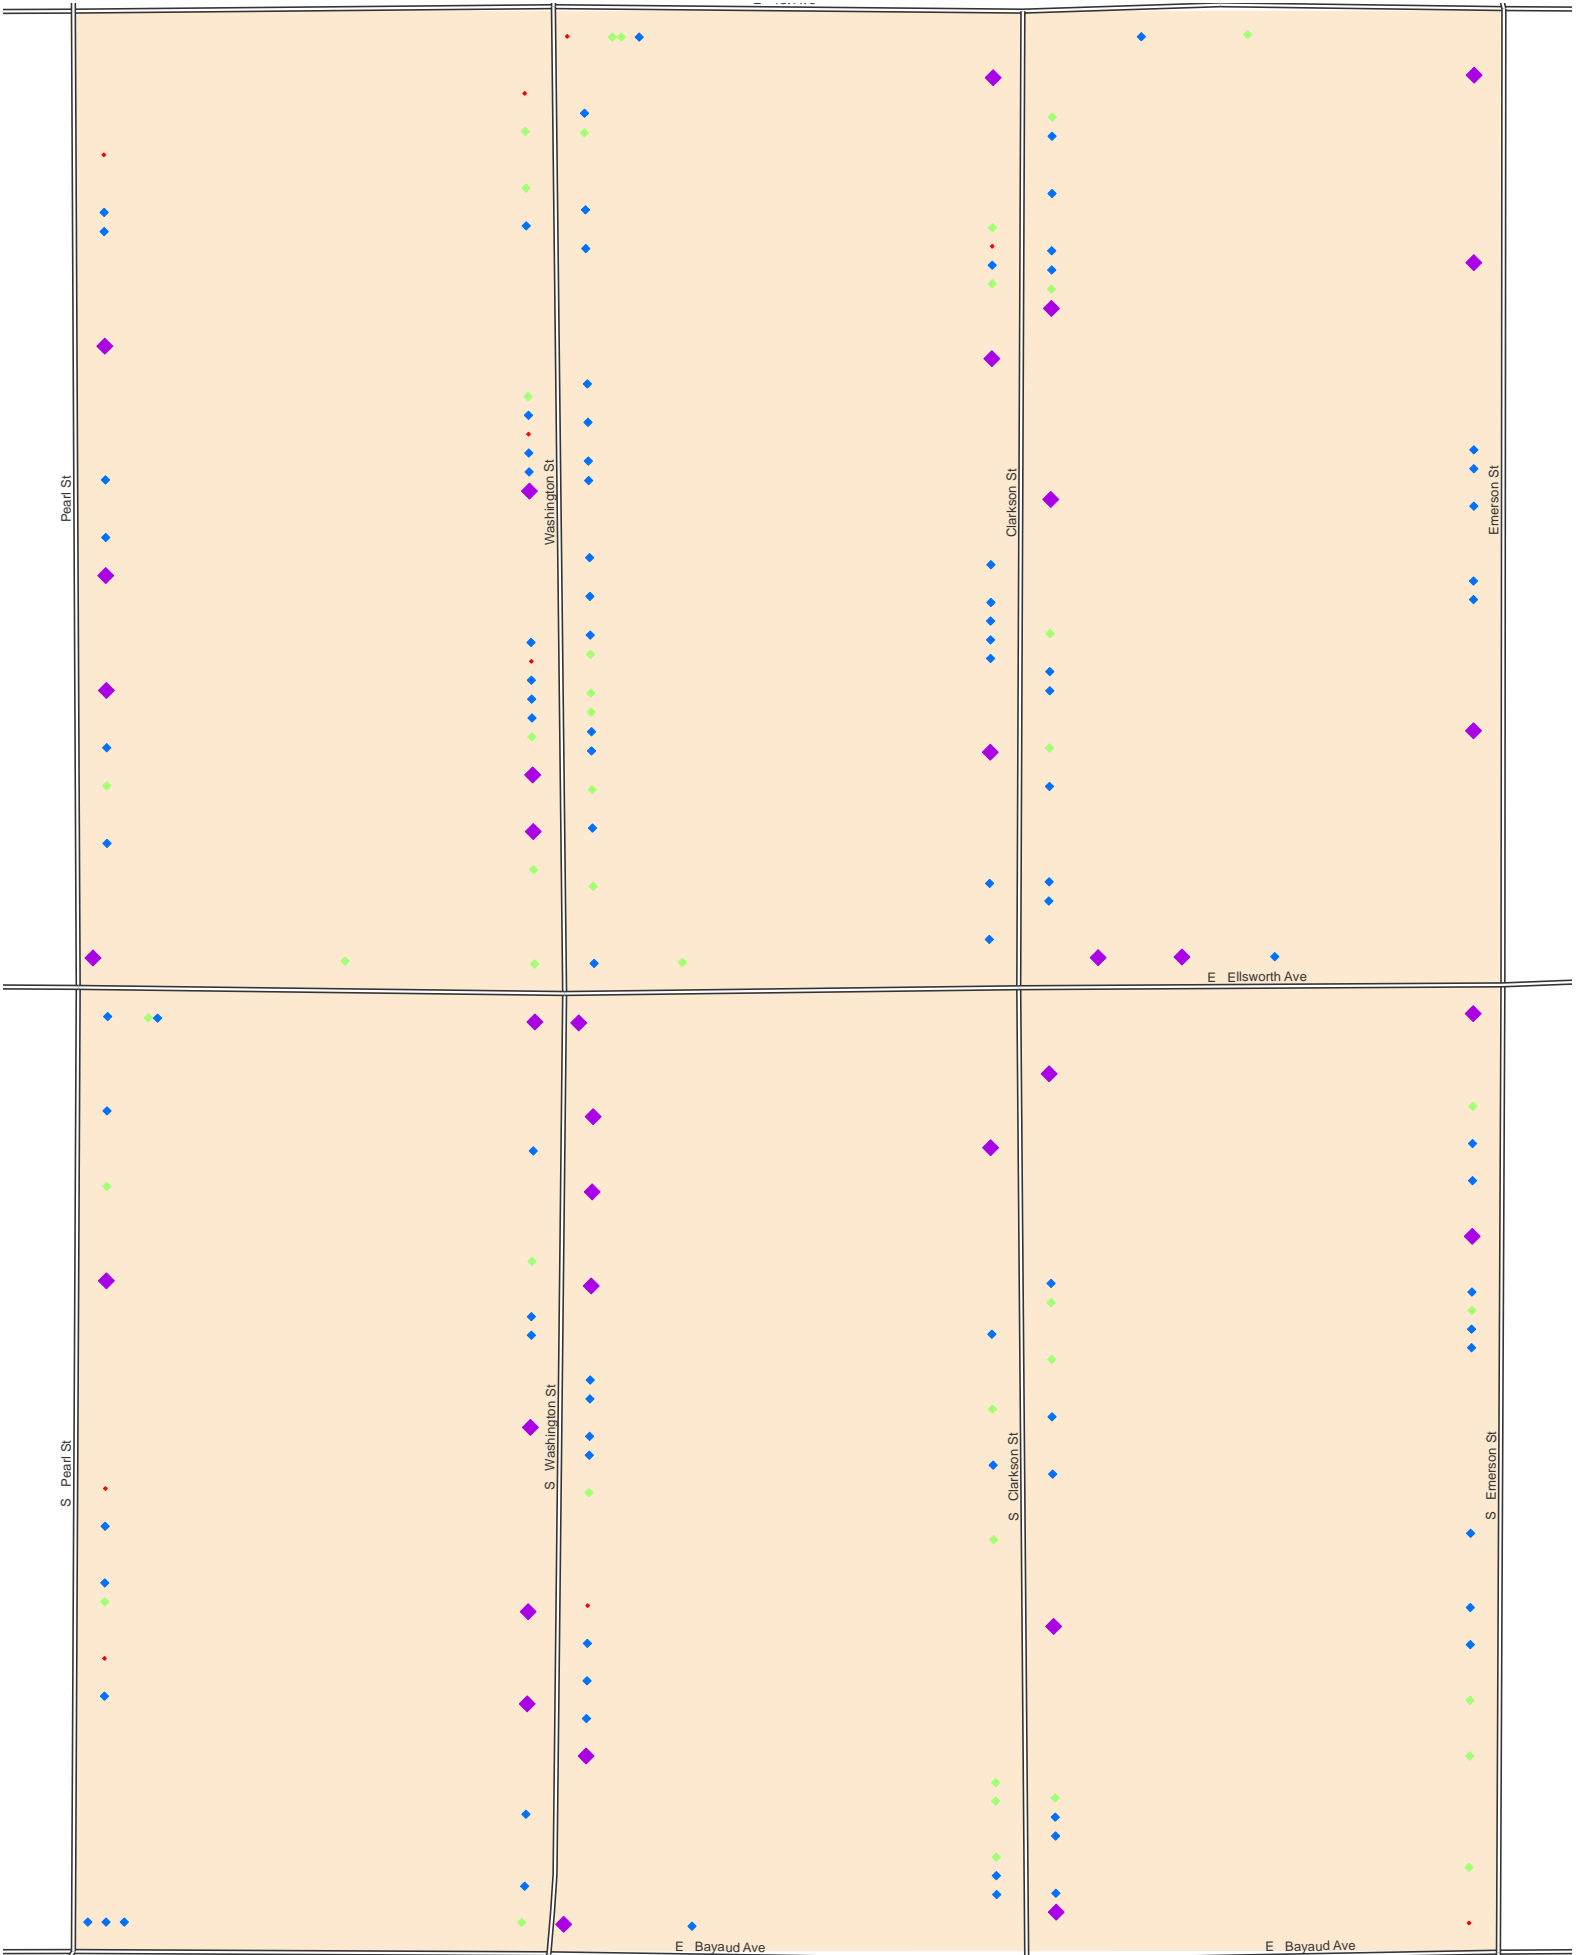 Pearl St
Washington St
Clarkson St
Emerson St
E Ellsworth Ave
S Pearl St
S Washington St
S Clarkson St
S Emerson St
E Bayaud Ave
E Bayaud Ave